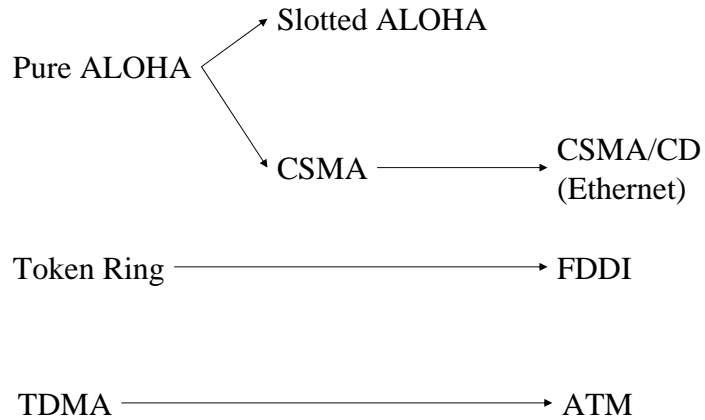 Slotted ALOHA
Pure ALOHA
CSMA
CSMA/CD
(Ethernet)
Token Ring
FDDI
TDMA
ATM